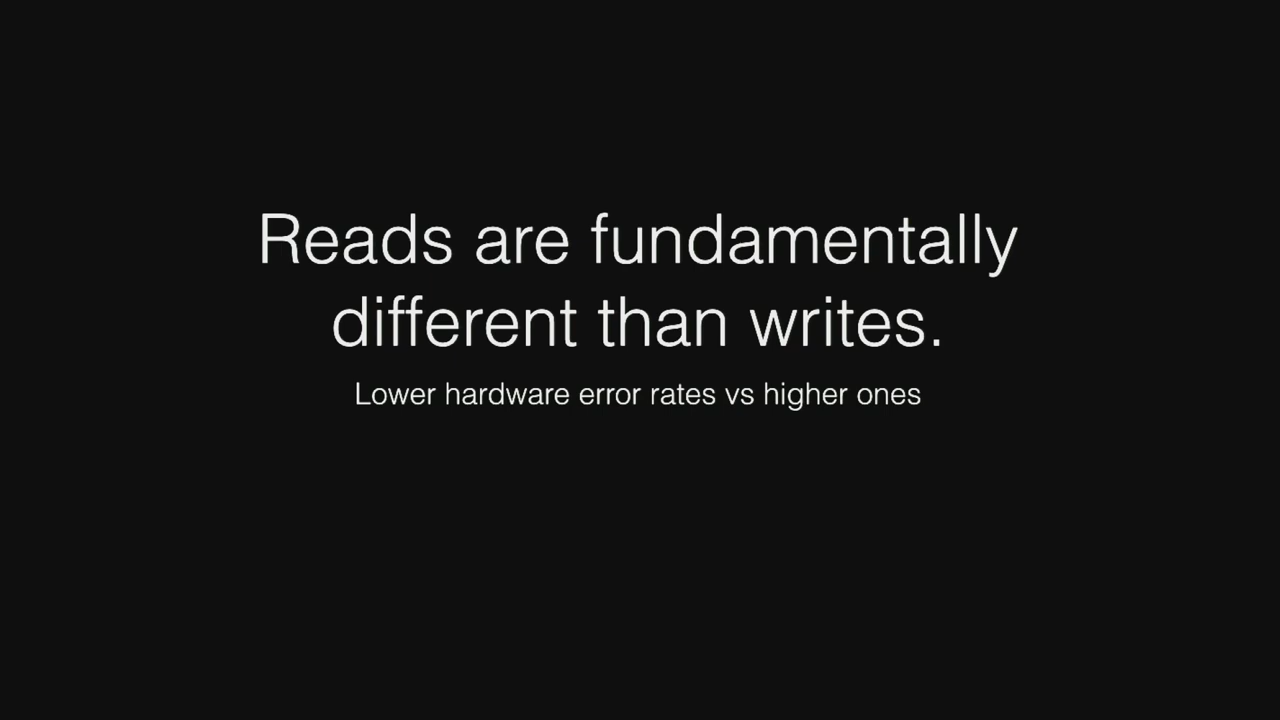 Reads are fundamentally
different than writes.
Lower hardware error rates vs higher ones